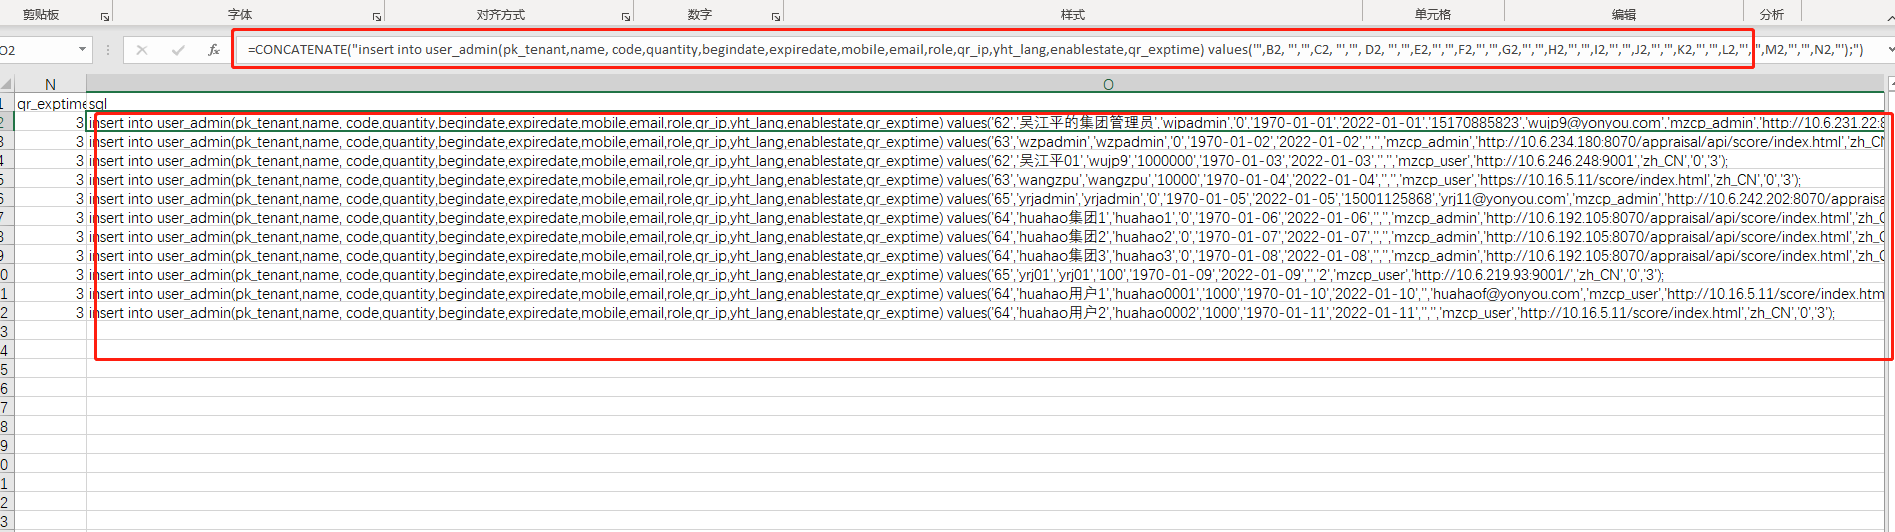 剪贴板 字体 对齐方式 数字 样式 单元格 编辑 分析
O2 fx =CONCATENATE("insert into user_admin(pk_tenant,name, code,quantity,begindate,expiredate,mobile,email,role,qr_ip,yht_lang,enablestate,qr_exptime) values('",B2, "','",C2, "','", D2, "','",E2,"','",F2,"','",G2,"','",H2,"','",I2,"','",J2,"','",K2,"','",L2,"','",M2,"','",N2,"');")
N O
1 qr_exptime sql
2 3 insert into user_admin(pk_tenant,name, code,quantity,begindate,expiredate,mobile,email,role,qr_ip,yht_lang,enablestate,qr_exptime) values('62','吴江平的集团管理员','wjpadmin','0','1970-01-01','2022-01-01','15170885823','wujp9@yonyou.com','mzcp_admin','http://10.6.231.22:8
3 3 insert into user_admin(pk_tenant,name, code,quantity,begindate,expiredate,mobile,email,role,qr_ip,yht_lang,enablestate,qr_exptime) values('63','wzpadmin','wzpadmin','0','1970-01-02','2022-01-02','','','mzcp_admin','http://10.6.234.180:8070/appraisal/api/score/index.html','zh_CN
4 3 insert into user_admin(pk_tenant,name, code,quantity,begindate,expiredate,mobile,email,role,qr_ip,yht_lang,enablestate,qr_exptime) values('62','吴江平01','wujp9','1000000','1970-01-03','2022-01-03','','','mzcp_user','http://10.6.246.248:9001','zh_CN','0','3');
5 3 insert into user_admin(pk_tenant,name, code,quantity,begindate,expiredate,mobile,email,role,qr_ip,yht_lang,enablestate,qr_exptime) values('63','wangzpu','wangzpu','10000','1970-01-04','2022-01-04','','','mzcp_user','https://10.16.5.11/score/index.html','zh_CN','0','3');
6 3 insert into user_admin(pk_tenant,name, code,quantity,begindate,expiredate,mobile,email,role,qr_ip,yht_lang,enablestate,qr_exptime) values('65','yrjadmin','yrjadmin','0','1970-01-05','2022-01-05','15001125868','yrj11@yonyou.com','mzcp_admin','http://10.6.242.202:8070/appraisa
7 3 insert into user_admin(pk_tenant,name, code,quantity,begindate,expiredate,mobile,email,role,qr_ip,yht_lang,enablestate,qr_exptime) values('64','huahao集团1','huahao1','0','1970-01-06','2022-01-06','','','mzcp_admin','http://10.6.192.105:8070/appraisal/api/score/index.html','zh_C
8 3 insert into user_admin(pk_tenant,name, code,quantity,begindate,expiredate,mobile,email,role,qr_ip,yht_lang,enablestate,qr_exptime) values('64','huahao集团2','huahao2','0','1970-01-07','2022-01-07','','','mzcp_admin','http://10.6.192.105:8070/appraisal/api/score/index.html','zh_C
9 3 insert into user_admin(pk_tenant,name, code,quantity,begindate,expiredate,mobile,email,role,qr_ip,yht_lang,enablestate,qr_exptime) values('64','huahao集团3','huahao3','0','1970-01-08','2022-01-08','','','mzcp_admin','http://10.6.192.105:8070/appraisal/api/score/index.html','zh_C
0 3 insert into user_admin(pk_tenant,name, code,quantity,begindate,expiredate,mobile,email,role,qr_ip,yht_lang,enablestate,qr_exptime) values('65','yrj01','yrj01','100','1970-01-09','2022-01-09','','2','mzcp_user','http://10.6.219.93:9001/','zh_CN','0','3');
1 3 insert into user_admin(pk_tenant,name, code,quantity,begindate,expiredate,mobile,email,role,qr_ip,yht_lang,enablestate,qr_exptime) values('64','huahao用户1','huahao0001','1000','1970-01-10','2022-01-10','','huahaof@yonyou.com','mzcp_user','http://10.16.5.11/score/index.htm
2 3 insert into user_admin(pk_tenant,name, code,quantity,begindate,expiredate,mobile,email,role,qr_ip,yht_lang,enablestate,qr_exptime) values('64','huahao用户2','huahao0002','1000','1970-01-11','2022-01-11','','','mzcp_user','http://10.16.5.11/score/index.html','zh_CN','0','3');
3
4
5
6
7
8
9
0
1
2
3